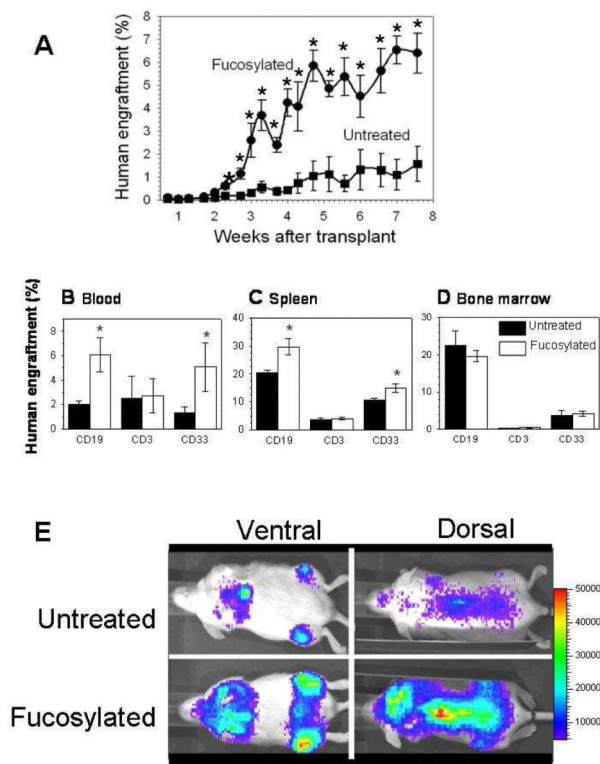 A
Human engraftment (%)
8
7
6
5
4
3
2
1
0
Fucosylated
Untreated
* * * * * * * * * * * * * *
1 2 3 4 5 6 7 8
Weeks after transplant
B Blood
C Spleen
D Bone marrow
Human engraftment (%)
8
6
4
2
0
* *
CD19 CD3 CD33
40
30
20
10
0
* *
CD19 CD3 CD33
30
20
10
0
Untreated
Fucosylated
CD19 CD3 CD33
E
Ventral Dorsal
Untreated
Fucosylated
50000
40000
30000
20000
10000